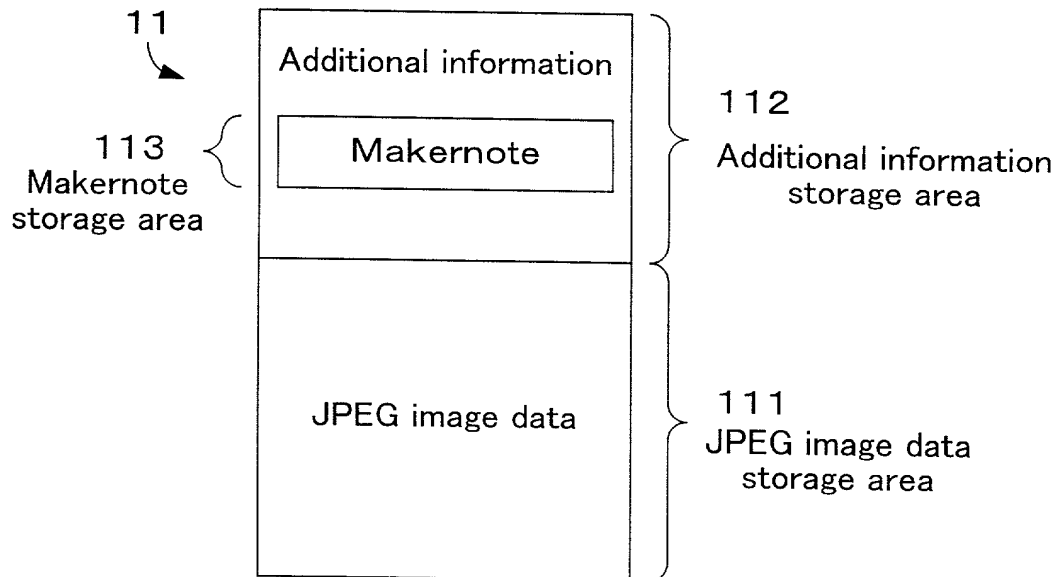 11
Additional information
112
Additional information
storage area
113
Makernote
storage area
Makernote
JPEG image data
111
JPEG image data
storage area